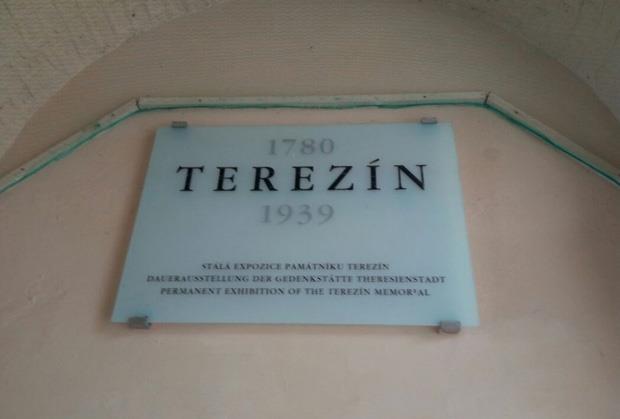 1780
TEREZÍN
1939
STÁLÁ EXPOZICE PAMÁTNÍKU TEREZÍN
DAUERAUSSTELLUNG DER GEDENKSTÄTTE THERESIENSTADT
PERMANENT EXHIBITION OF THE TEREZÍN MEMORIAL